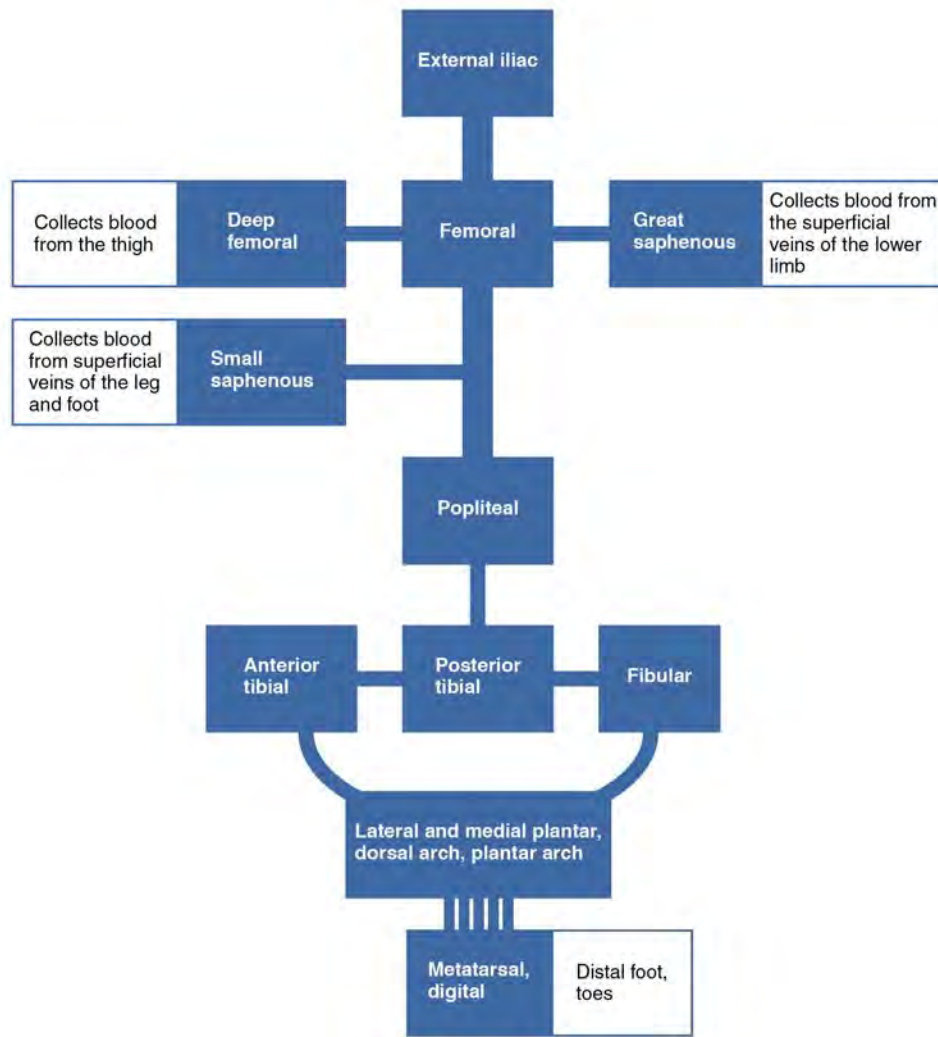 External iliac
Collects blood
from the thigh
Deep
femoral
Femoral
Great
saphenous
Collects blood from
the superficial
veins of the lower
limb
Collects blood
from superficial
veins of the leg
and foot
Small
saphenous
Popliteal
Anterior
tibial
Posterior
tibial
Fibular
Lateral and medial plantar,
dorsal arch, plantar arch
Metatarsal,
digital
Distal foot,
toes